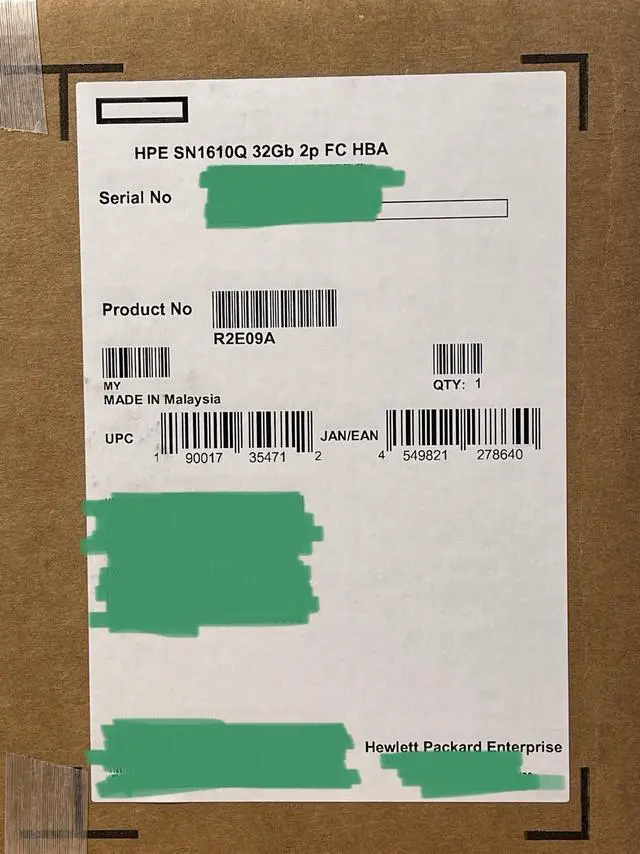 HPE SN1610Q 32Gb 2p FC HBA
Serial No
Product No
R2E09A
MY
QTY: 1
MADE IN Malaysia
UPC
1 90017 35471 2
JAN/EAN
4 549821 278640
Hewlett Packard Enterprise